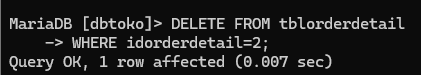 MariaDB [dbtoko]> DELETE FROM tblorderdetail
    -> WHERE idorderdetail=2;
Query OK, 1 row affected (0.007 sec)